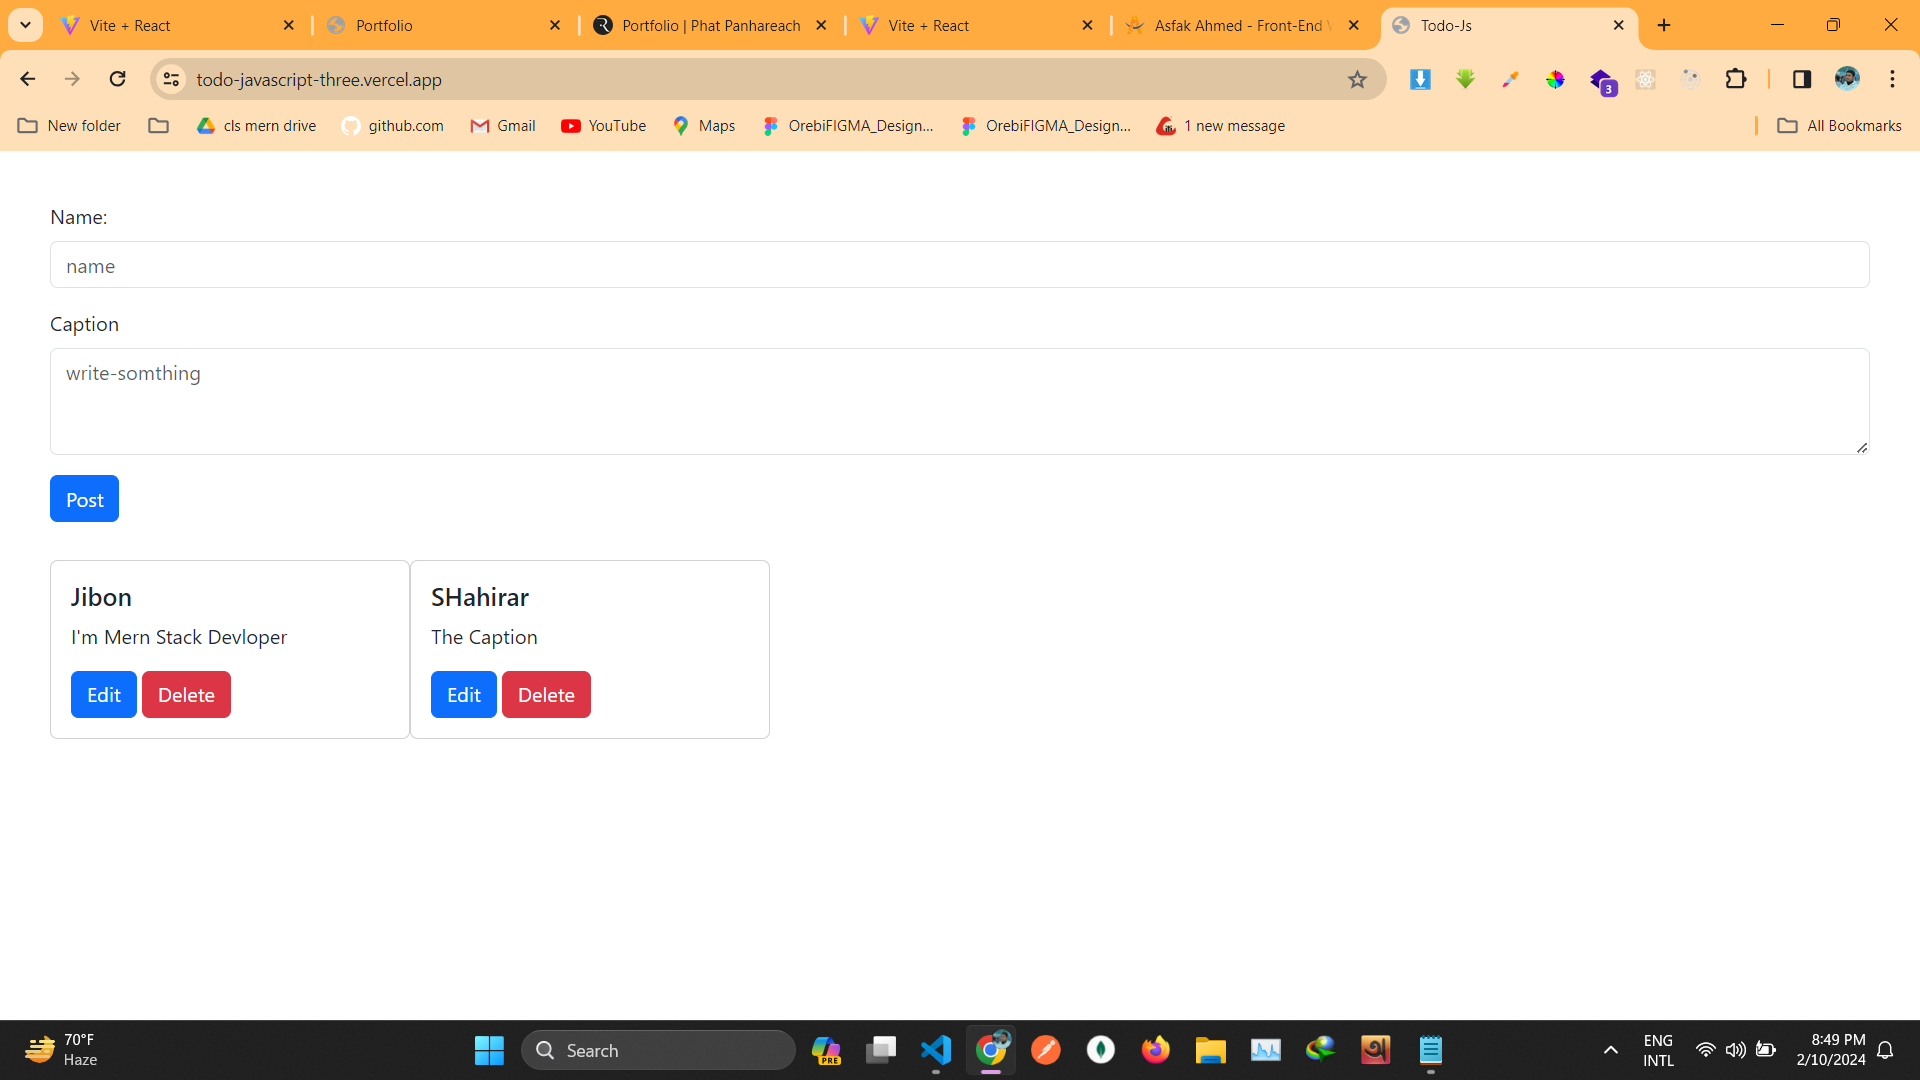 Vite + React
Portfolio
Portfolio | Phat Panhareach
Vite + React
Asfak Ahmed - Front-End
Todo-Js
todo-javascript-three.vercel.app
3
New folder
cls mern drive
github.com
Gmail
YouTube
Maps
OrebiFIGMA_Design...
OrebiFIGMA_Design...
1 new message
All Bookmarks
Name:
name
Caption
write-somthing
Post
Jibon
I'm Mern Stack Devloper
Edit
Delete
SHahirar
The Caption
Edit
Delete
70°F
Haze
Search
PRE
ENG
INTL
8:49 PM
2/10/2024